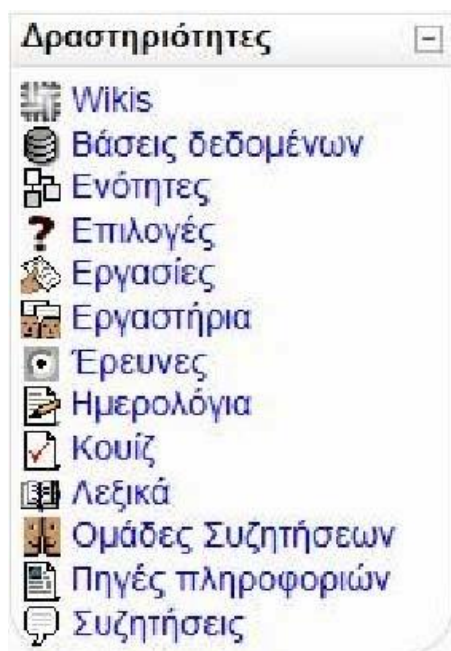 Δραστηριότητες
Wikis
Βάσεις δεδομένων
Ενότητες
Επιλογές
Εργασίες
Εργαστήρια
Έρευνες
Ημερολόγια
Κουίζ
Λεξικά
Ομάδες Συζητήσεων
Πηγές πληροφοριών
Συζητήσεις